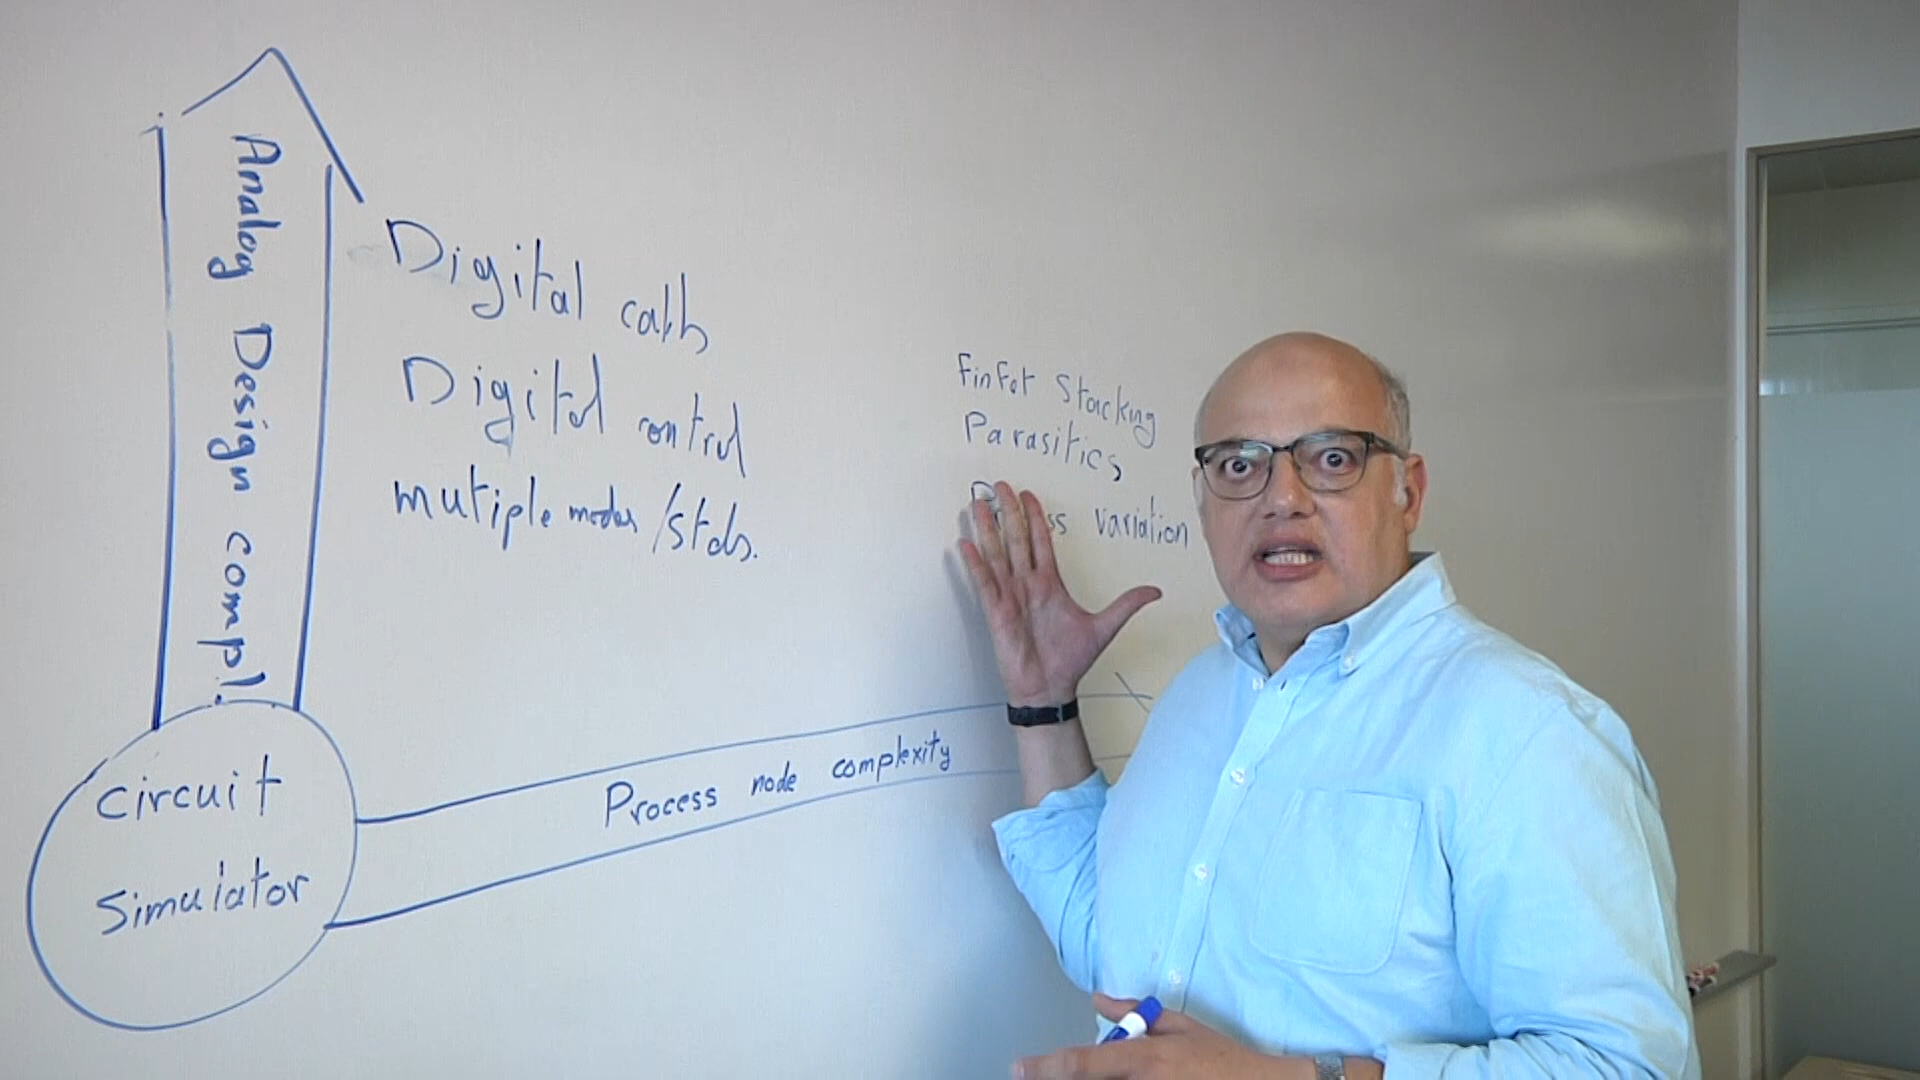 Analog Design compl.
Digital calib
Digital control
mutiple modes /stds.
FinFet Stacking
Parasitics
variation
Process node complexity
circuit
simulator